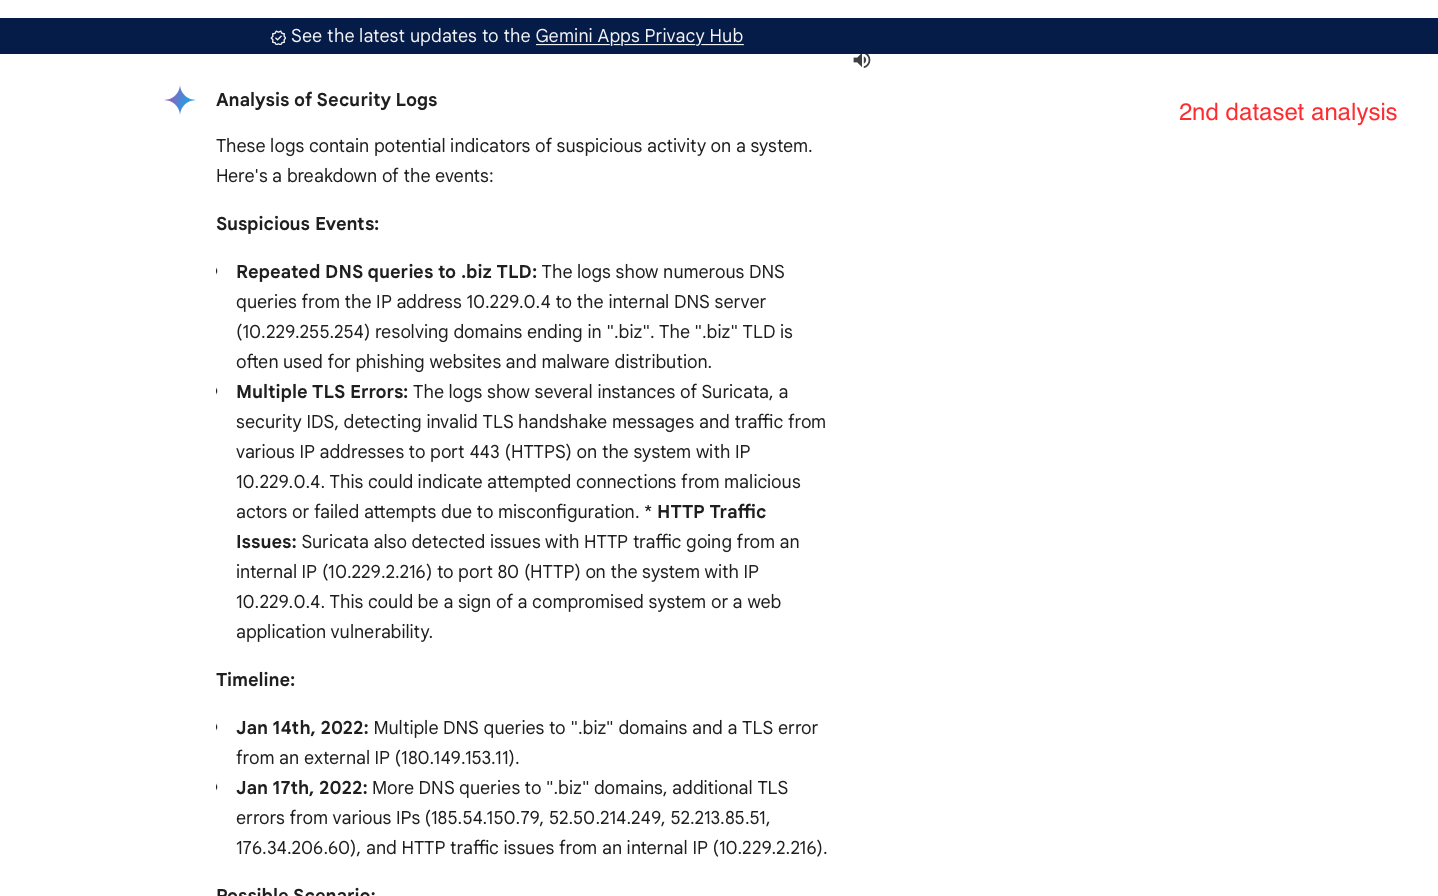 See the latest updates to the Gemini Apps Privacy Hub
Analysis of Security Logs
2nd dataset analysis
These logs contain potential indicators of suspicious activity on a system.
Here's a breakdown of the events:
Suspicious Events:
Repeated DNS queries to .biz TLD: The logs show numerous DNS
queries from the IP address 10.229.0.4 to the internal DNS server
(10.229.255.254) resolving domains ending in ".biz". The ".biz" TLD is
often used for phishing websites and malware distribution.
Multiple TLS Errors: The logs show several instances of Suricata, a
security IDS, detecting invalid TLS handshake messages and traffic from
various IP addresses to port 443 (HTTPS) on the system with IP
10.229.0.4. This could indicate attempted connections from malicious
actors or failed attempts due to misconfiguration. * HTTP Traffic
Issues: Suricata also detected issues with HTTP traffic going from an
internal IP (10.229.2.216) to port 80 (HTTP) on the system with IP
10.229.0.4. This could be a sign of a compromised system or a web
application vulnerability.
Timeline:
Jan 14th, 2022: Multiple DNS queries to ".biz" domains and a TLS error
from an external IP (180.149.153.11).
Jan 17th, 2022: More DNS queries to ".biz" domains, additional TLS
errors from various IPs (185.54.150.79, 52.50.214.249, 52.213.85.51,
176.34.206.60), and HTTP traffic issues from an internal IP (10.229.2.216).
Possible Scenario: